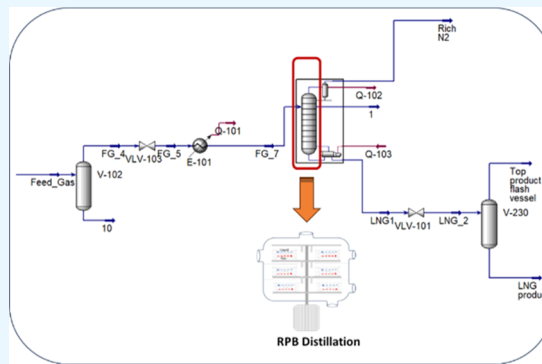 Rich
N2
Q-102
1
Q-101
FG_4
VLV-103
FG_5
E-101
FG_7
Q-103
Feed_Gas
V-102
10
Top
product
flash
vessel
LNG1
VLV-101
LNG_2
V-230
LNG
produ
RPB Distillation